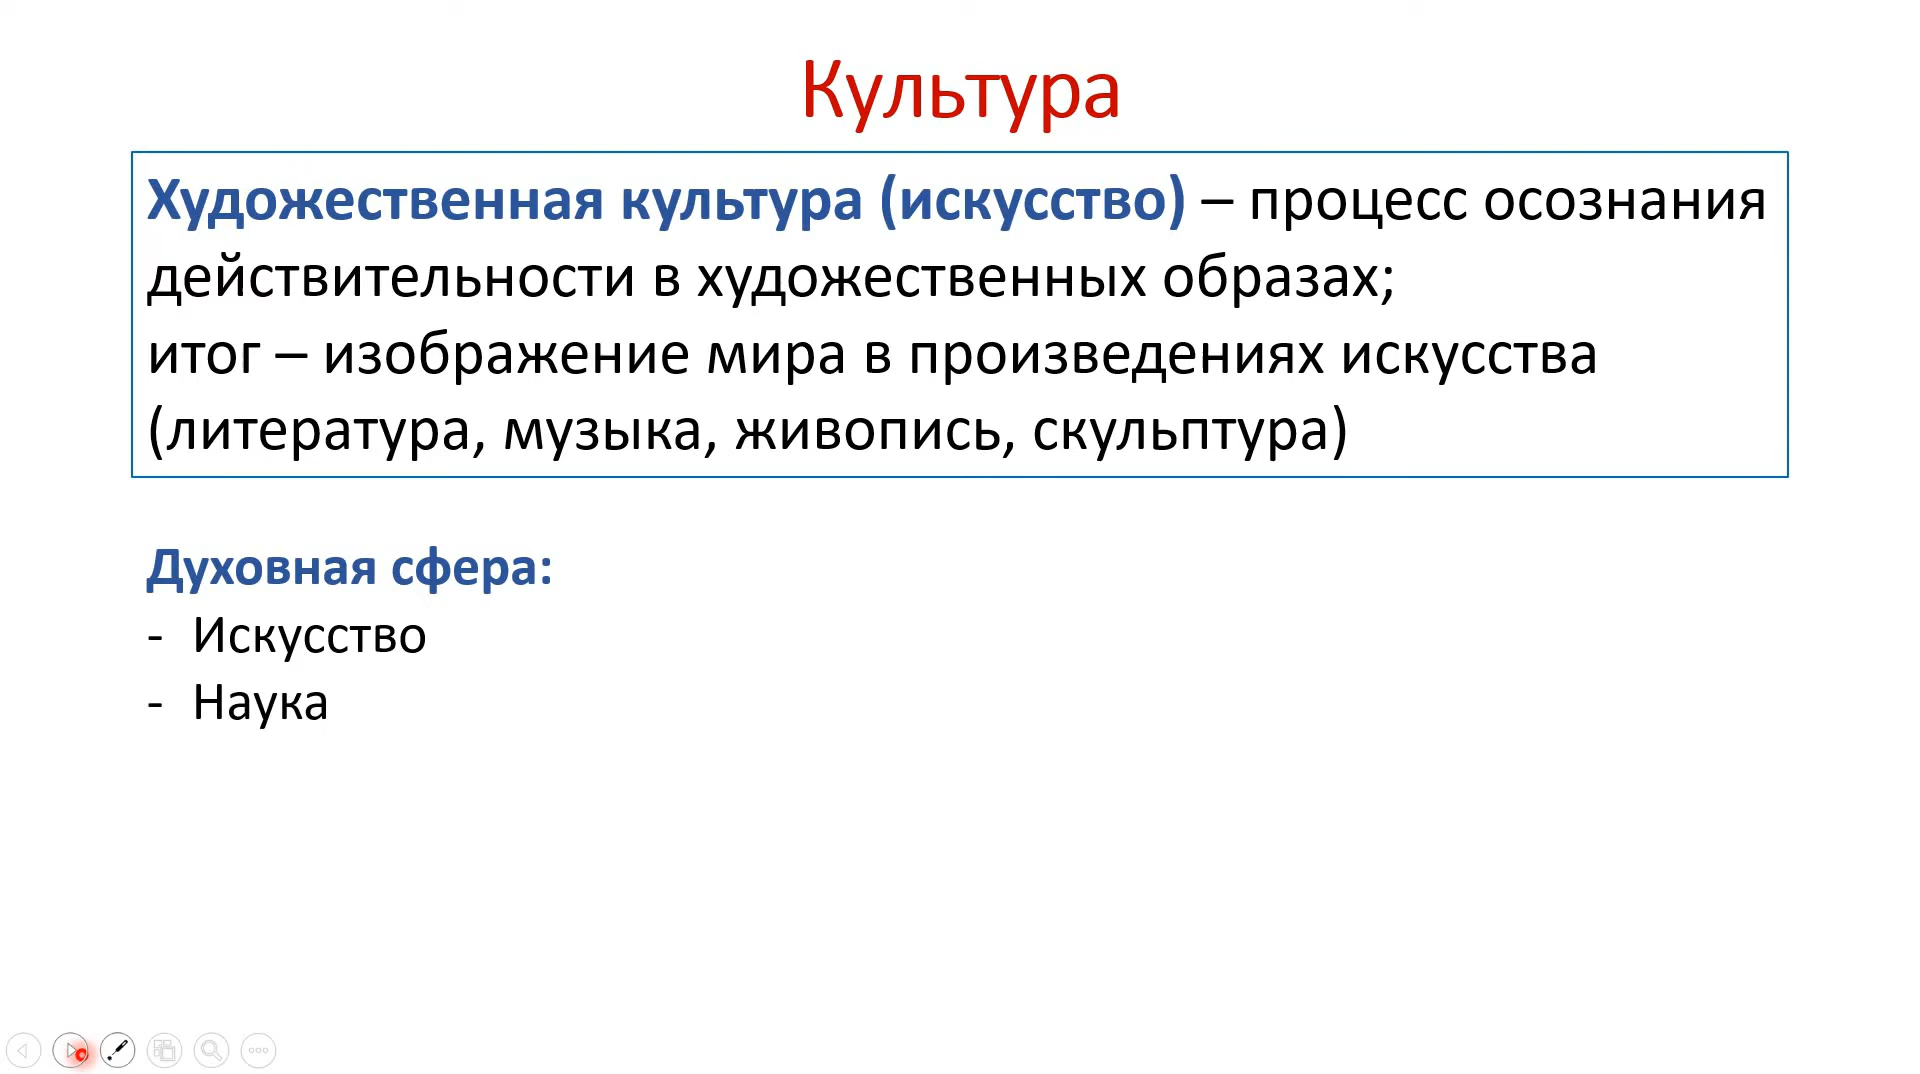 Культура
Художественная культура (искусство) – процесс осознания
действительности в художественных образах;
итог – изображение мира в произведениях искусства
(литература, музыка, живопись, скульптура)
Духовная сфера:
- Искусство
- Наука